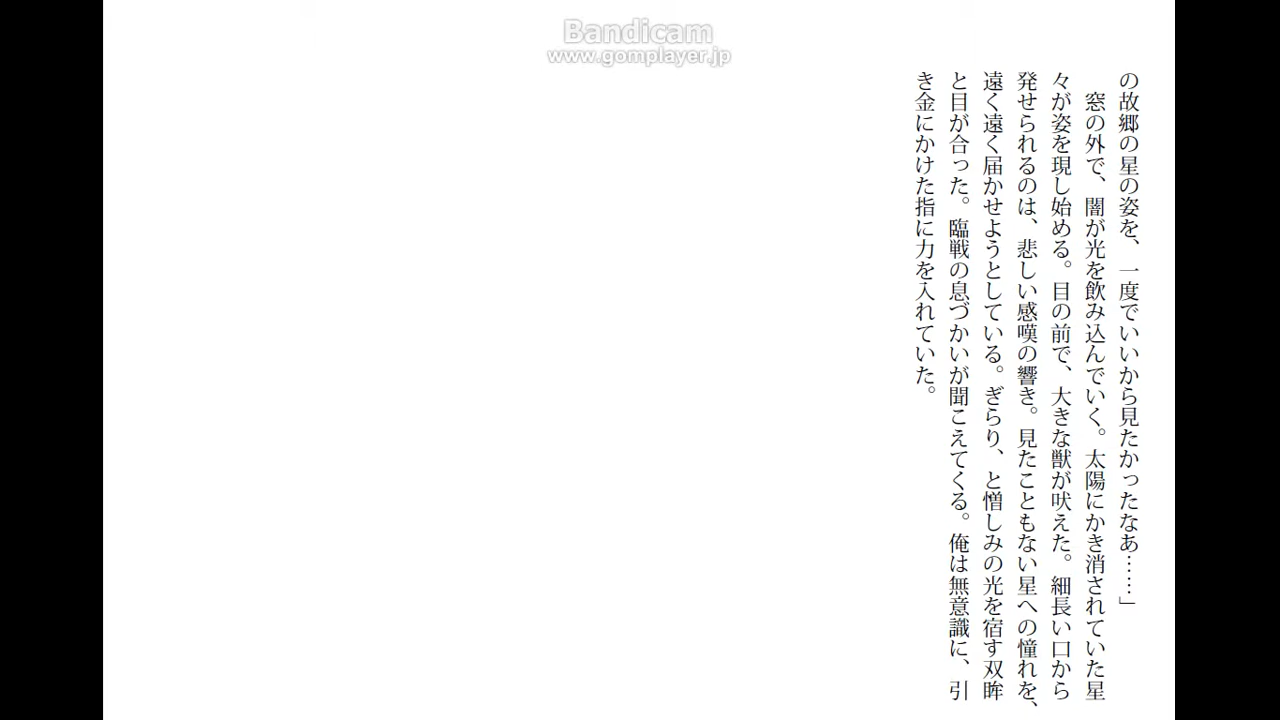 Bandicam
www.gomplayer.jp
の故郷の星の姿を、一度でいいから見たかったなあ……」
　窓の外で、闇が光を飲み込んでいく。太陽にかき消されていた星
々が姿を現し始める。目の前で、大きな獣が吠えた。細長い口から
発せられるのは、悲しい感嘆の響き。見たこともない星への憧れを、
遠く遠く届かせようとしている。ぎらり、と憎しみの光を宿す双眸
と目が合った。臨戦の息づかいが聞こえてくる。俺は無意識に、引
き金にかけた指に力を入れていた。